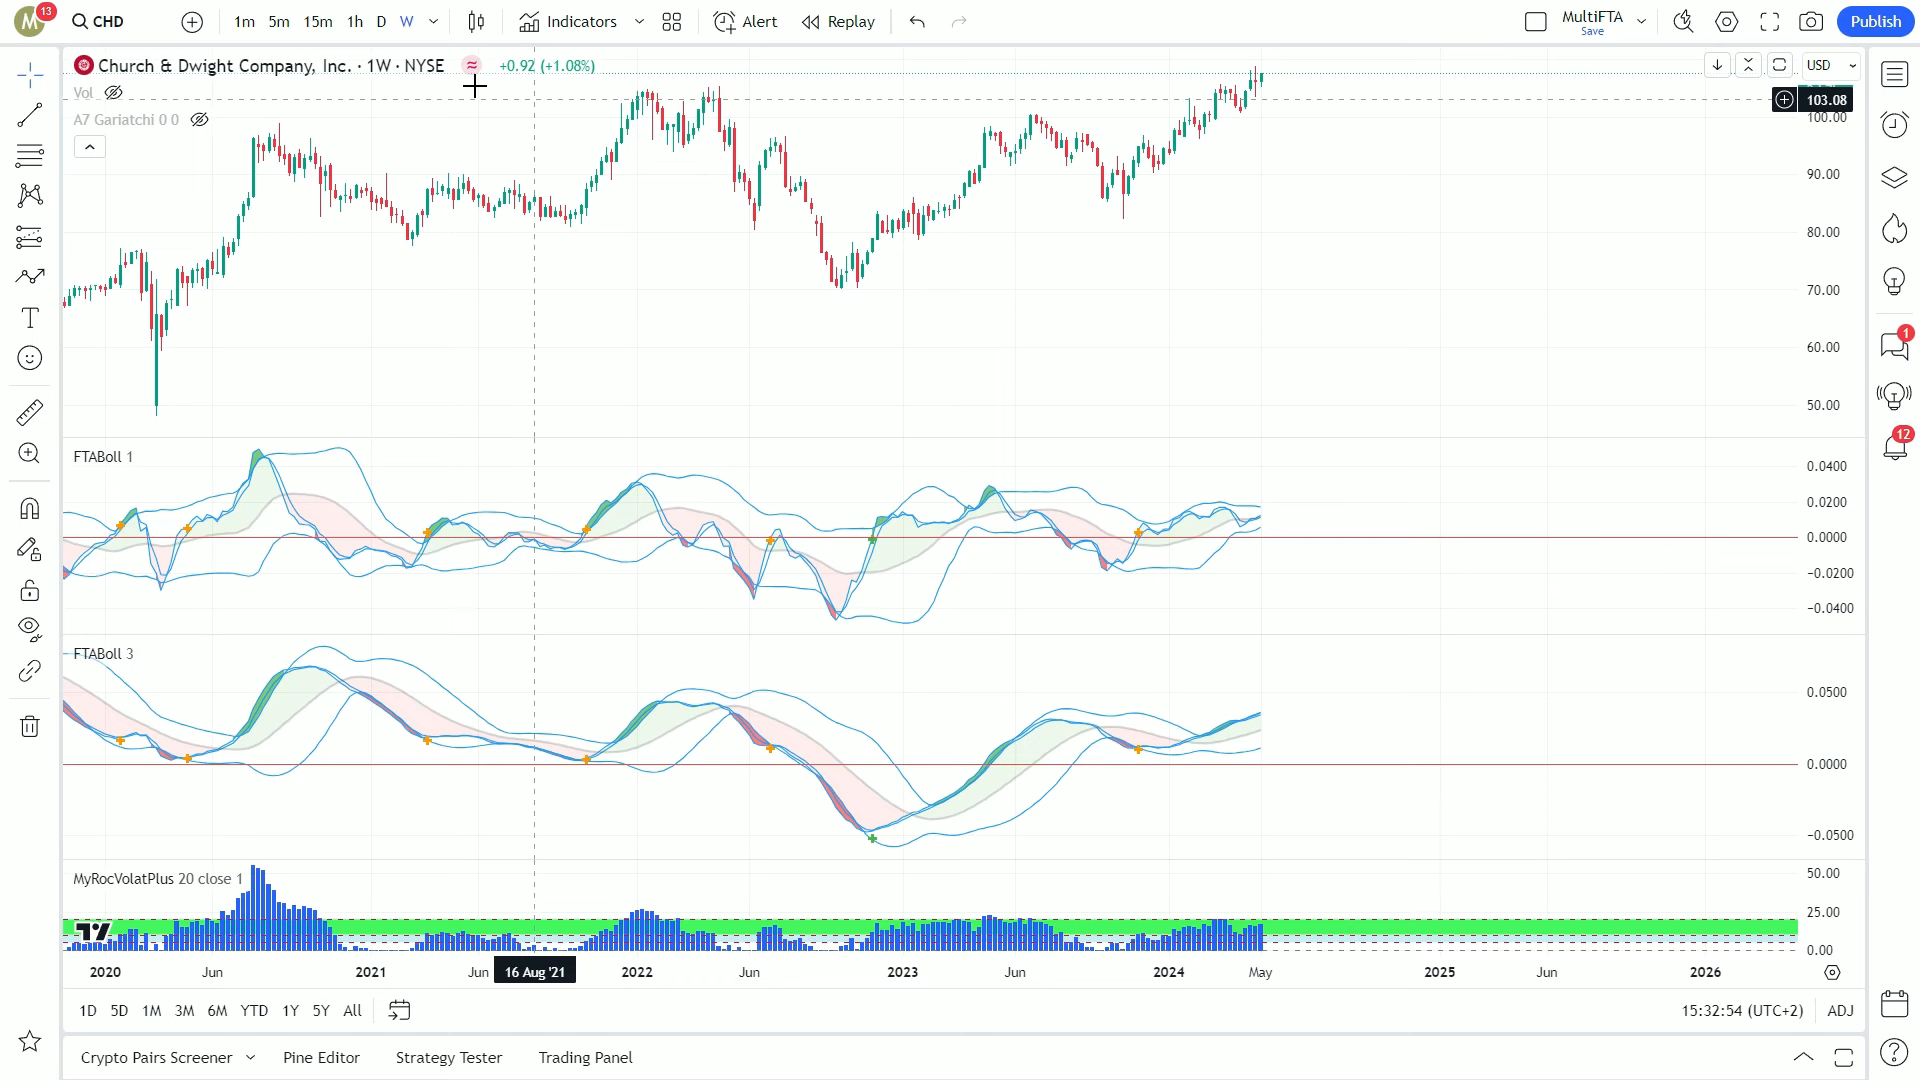 M
13
CHD
1m 5m 15m 1h D W
Indicators
Alert
Replay
MultiFTA
Save
Publish
Church & Dwight Company, Inc. · 1W · NYSE
≈
+0.92 (+1.08%)
USD
Vol
A7 Gariatchi 0 0
103.08
100.00
90.00
80.00
70.00
60.00
50.00
FTABoll 1
0.0400
0.0200
0.0000
−0.0200
−0.0400
FTABoll 3
0.0500
0.0000
−0.0500
MyRocVolatPlus 20 close 1
50.00
25.00
0.00
2020 Jun 2021 Jun 16 Aug '21 2022 Jun 2023 Jun 2024 May 2025 Jun 2026
1D 5D 1M 3M 6M YTD 1Y 5Y All
15:32:54 (UTC+2)
ADJ
Crypto Pairs Screener
Pine Editor
Strategy Tester
Trading Panel
1
12